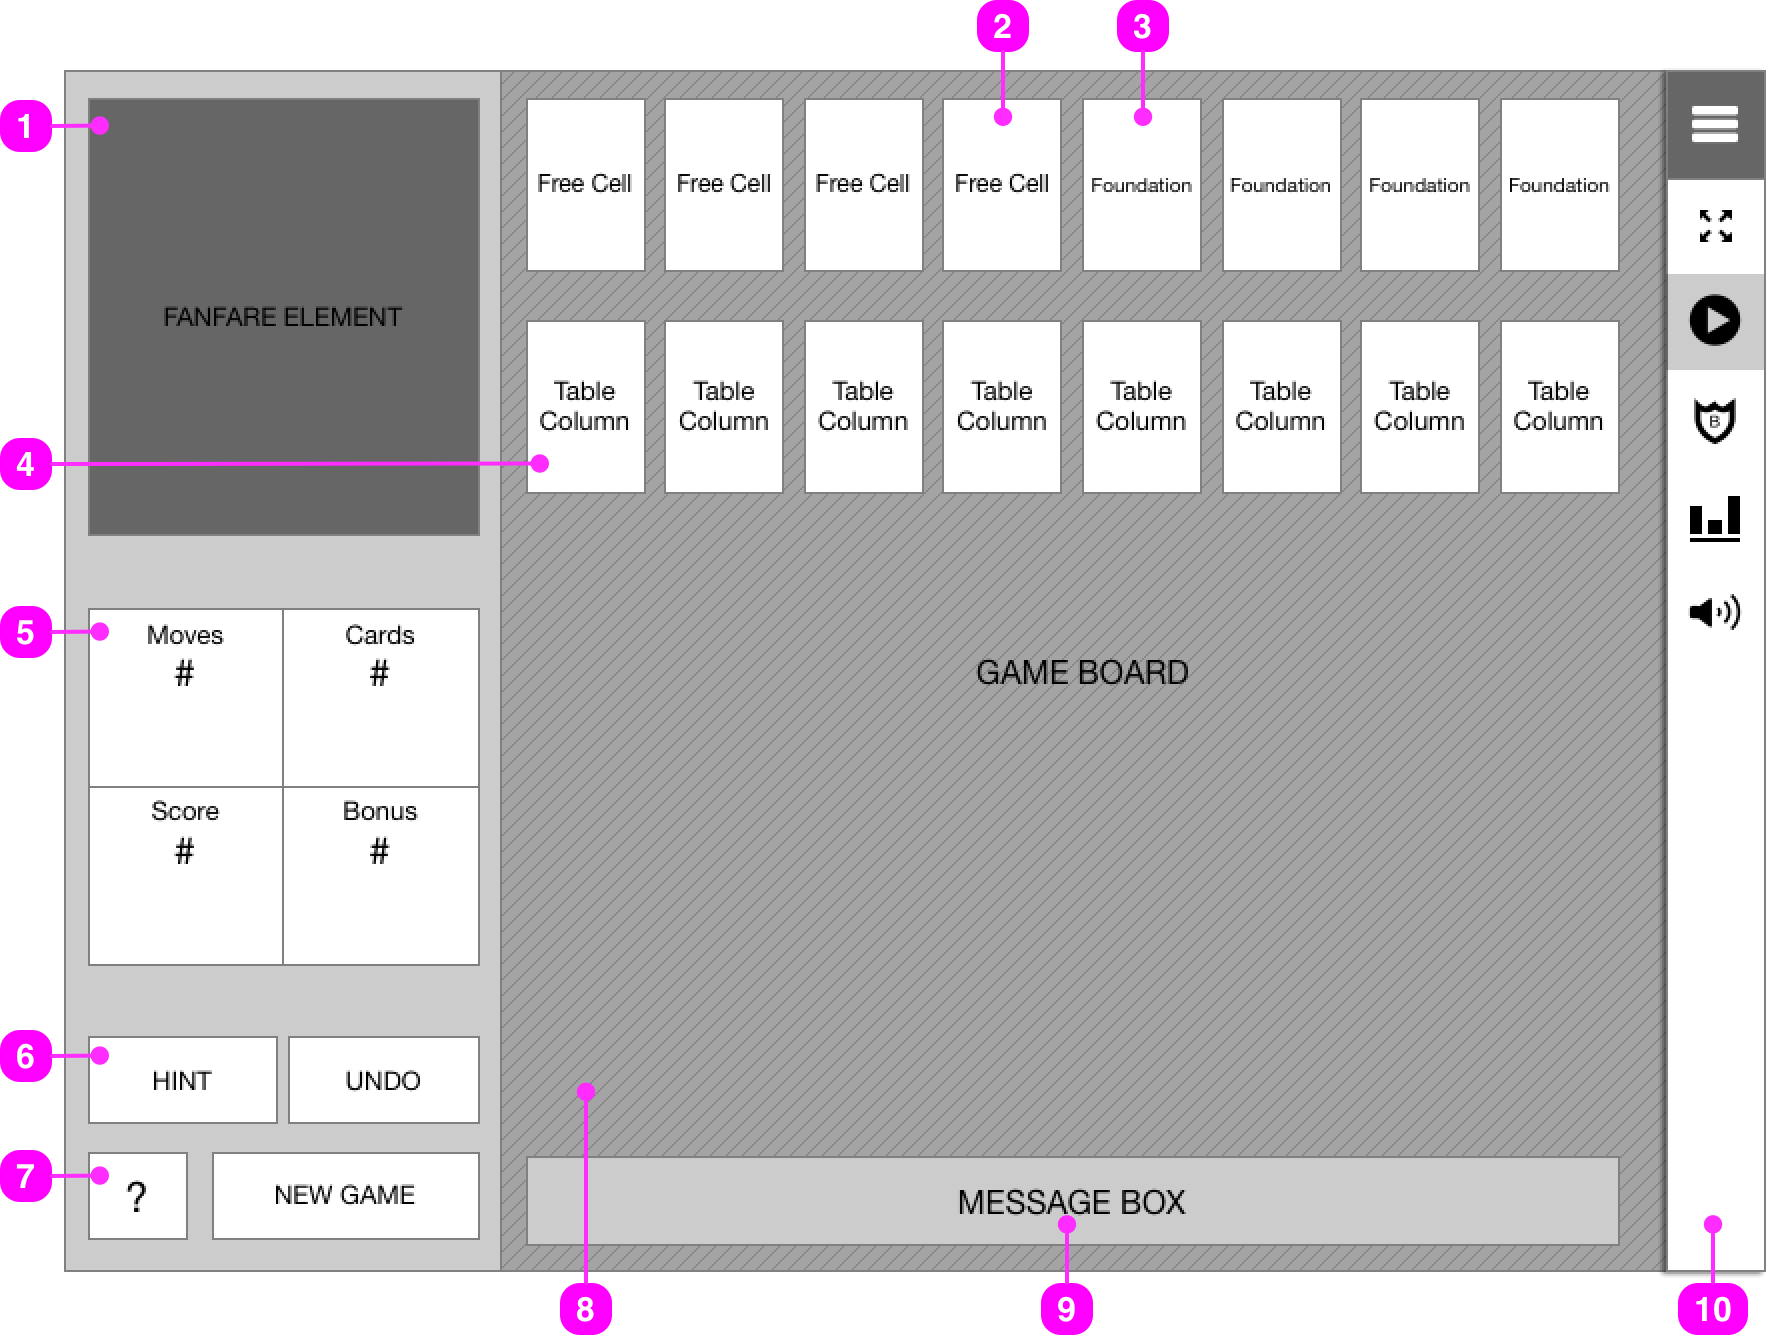 2
3
1
Free Cell
Free Cell
Free Cell
Free Cell
Foundation
Foundation
Foundation
Foundation
FANFARE ELEMENT
4
Table
Column
Table
Column
Table
Column
Table
Column
Table
Column
Table
Column
Table
Column
Table
Column
B
5
Moves
#
Cards
#
Score
#
Bonus
#
GAME BOARD
6
HINT
UNDO
7
?
NEW GAME
MESSAGE BOX
8
9
10